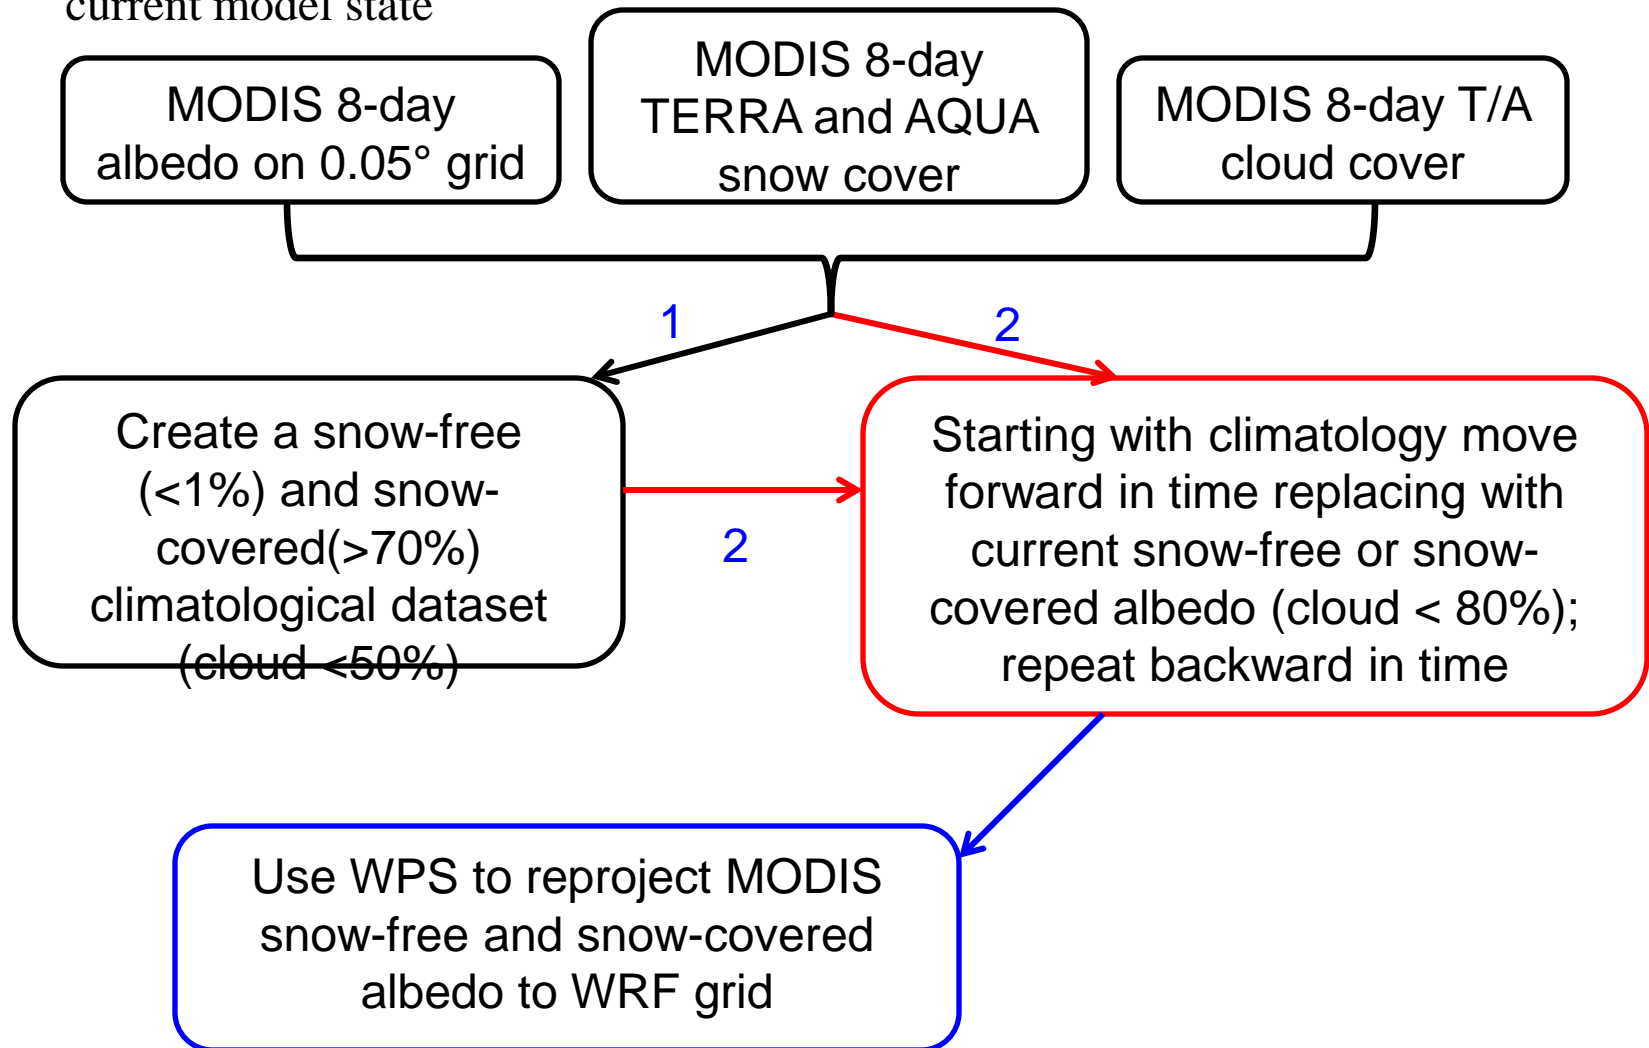 current model state
MODIS 8-day
albedo on 0.05° grid
MODIS 8-day
TERRA and AQUA
snow cover
MODIS 8-day T/A
cloud cover
1
2
Create a snow-free
(<1%) and snow-
covered(>70%)
climatological dataset
(cloud <50%)
2
Starting with climatology move
forward in time replacing with
current snow-free or snow-
covered albedo (cloud < 80%);
repeat backward in time
Use WPS to reproject MODIS
snow-free and snow-covered
albedo to WRF grid